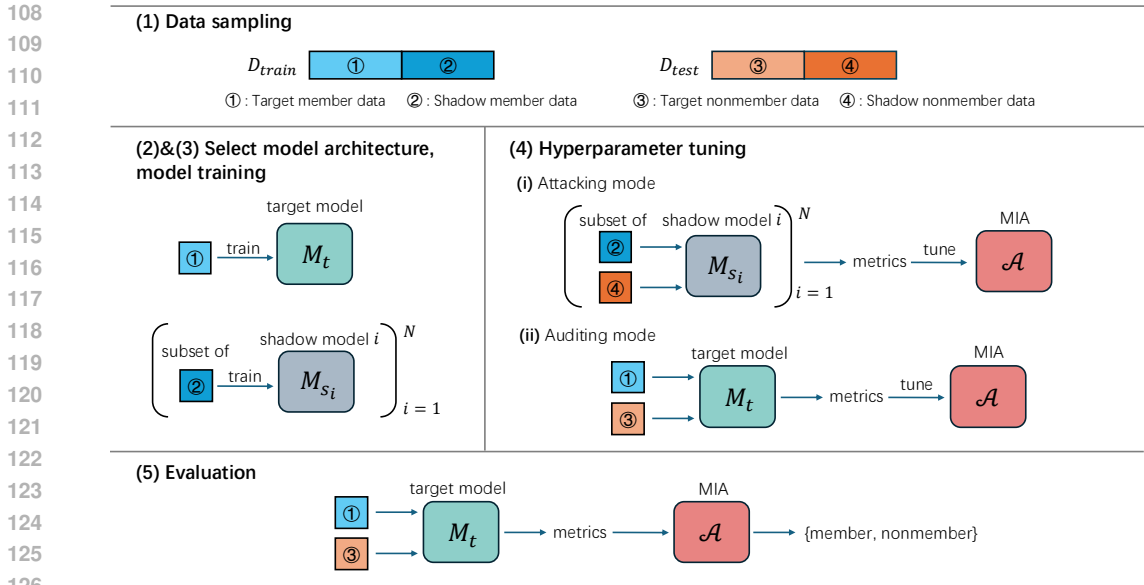 108
109
110
111
112
113
114
115
116
117
118
119
120
121
122
123
124
125
126
(1) Data sampling
D_train ① ② D_test ③ ④
① : Target member data ② : Shadow member data ③ : Target nonmember data ④ : Shadow nonmember data
(2)&(3) Select model architecture,
model training
target model
① train M_t
subset of shadow model i N
② train M_{s_i}
i = 1
(4) Hyperparameter tuning
(i) Attacking mode
subset of shadow model i N MIA
② M_{s_i} metrics tune 𝒜
④
i = 1
(ii) Auditing mode
target model MIA
① M_t metrics tune 𝒜
③
(5) Evaluation
target model MIA
① M_t metrics 𝒜 {member, nonmember}
③